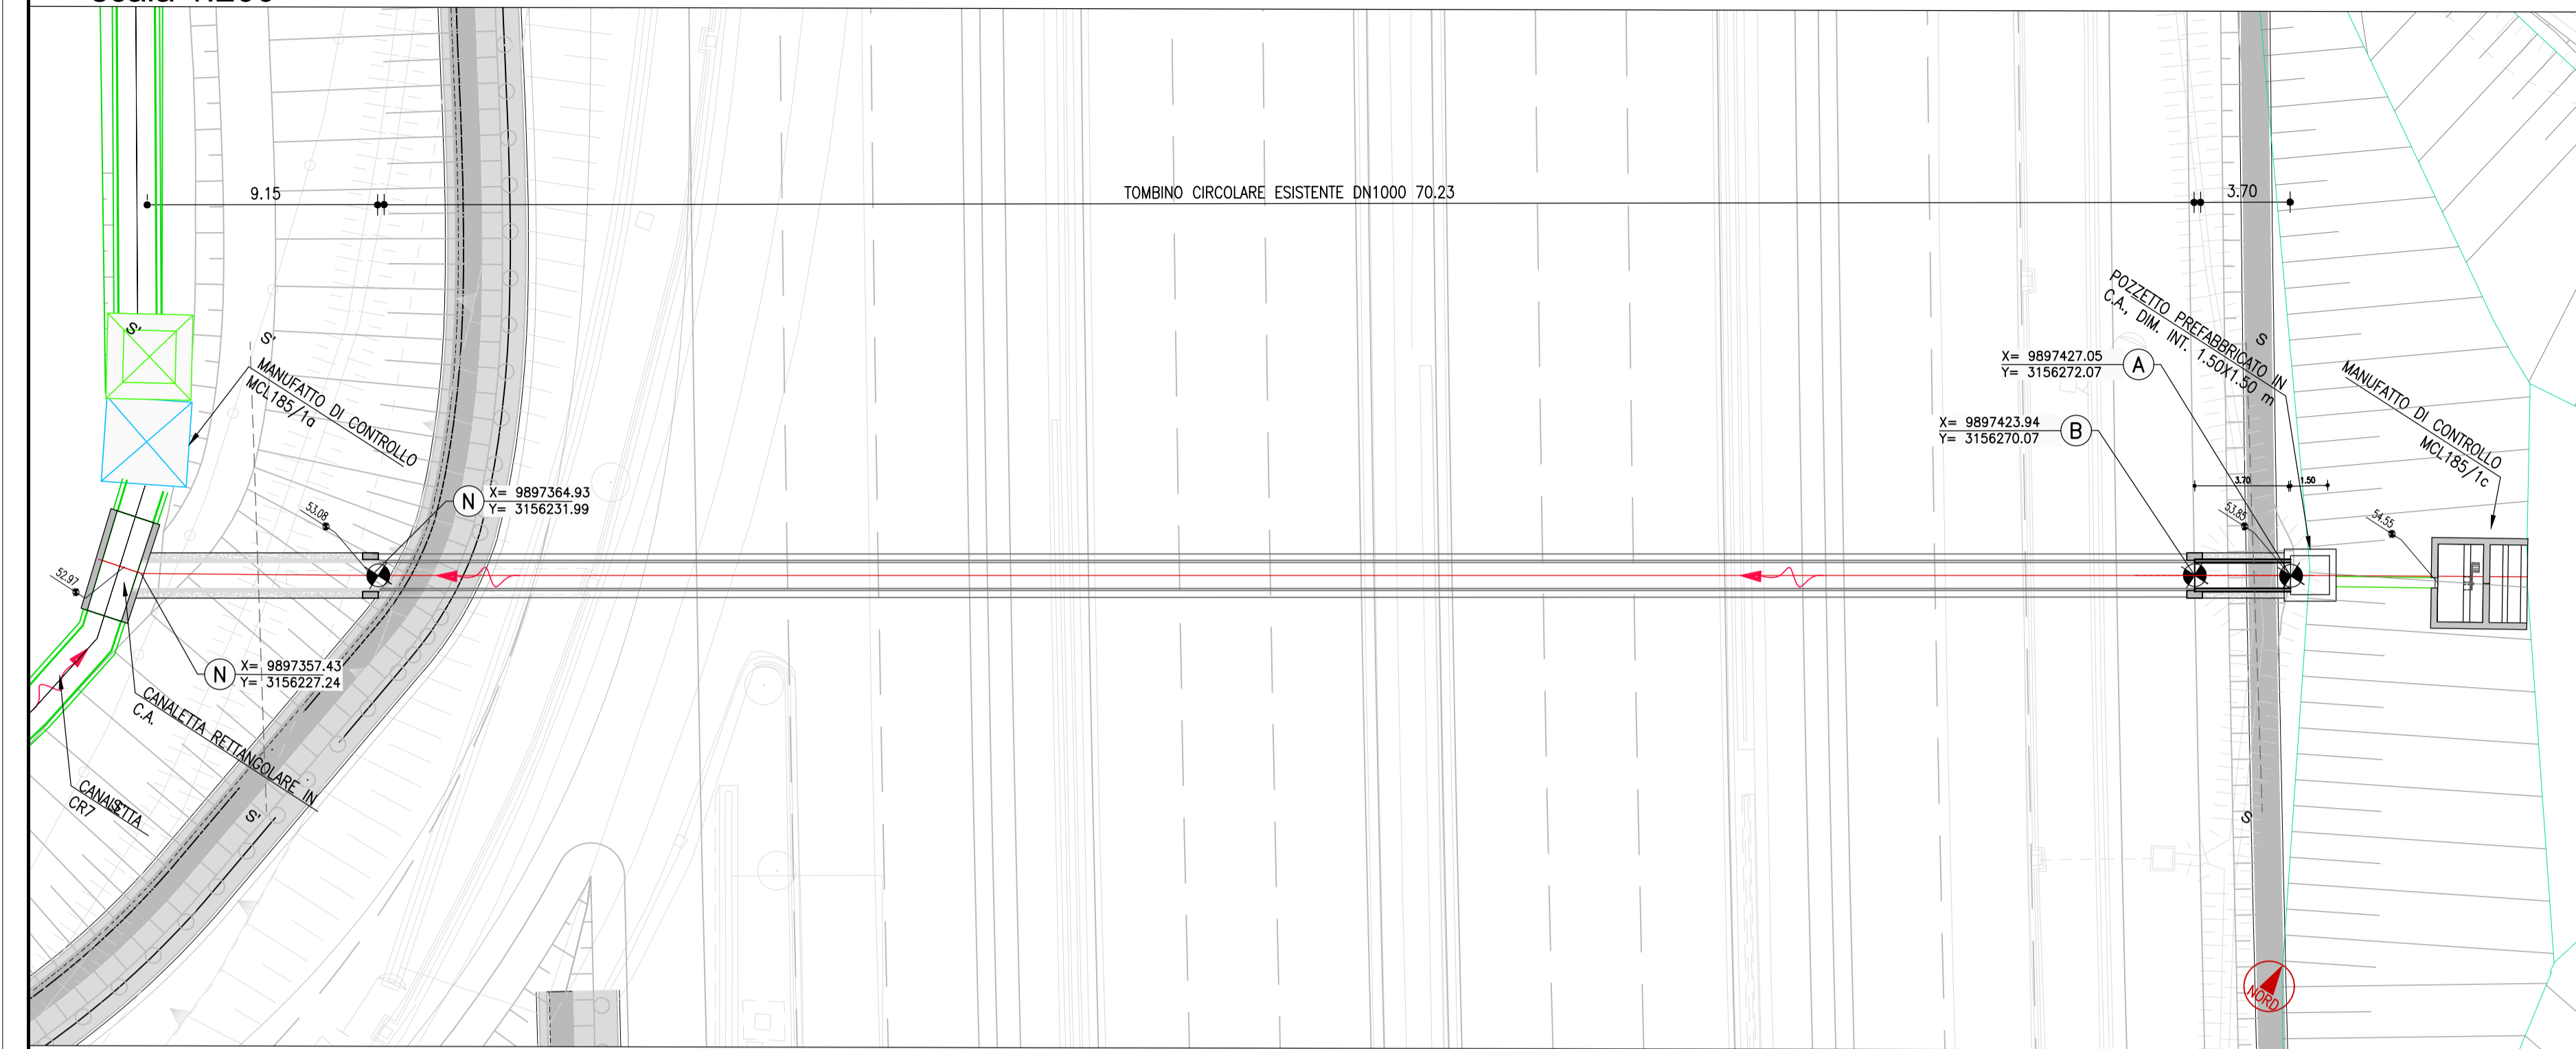 9.15
TOMBINO CIRCOLARE ESISTENTE DN1000 70.23
3.70
S'
S'
MANUFATTO DI CONTROLLO
MCL185/1a
POZZETTO PREFABBRICATO IN
C.A., DIM. INT. 1.50X1.50 m
S
X= 9897427.05
Y= 3156272.07
A
X= 9897423.94
Y= 3156270.07
B
MANUFATTO DI CONTROLLO
MCL185/1c
3.70
1.50
53.08
N
X= 9897364.93
Y= 3156231.99
53.85
54.55
52.97
N
X= 9897357.43
Y= 3156227.24
CANALETTA RETTANGOLARE IN
C.A.
CANALETTA
CR7
S'
S
NORD